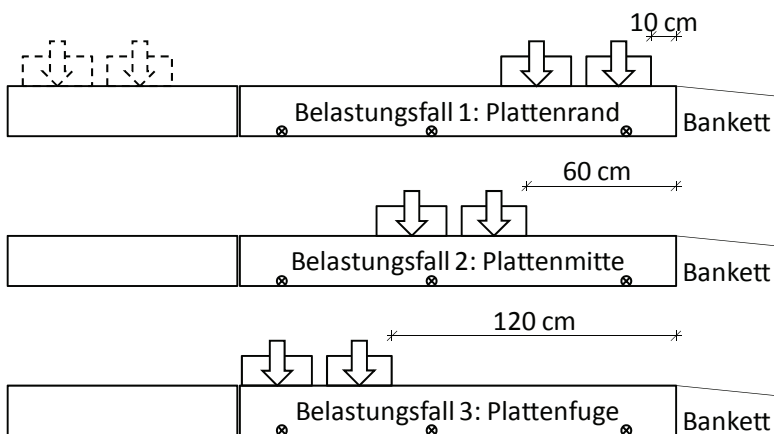 10 cm
Belastungsfall 1: Plattenrand
Bankett
60 cm
Belastungsfall 2: Plattenmitte
Bankett
120 cm
Belastungsfall 3: Plattenfuge
Bankett